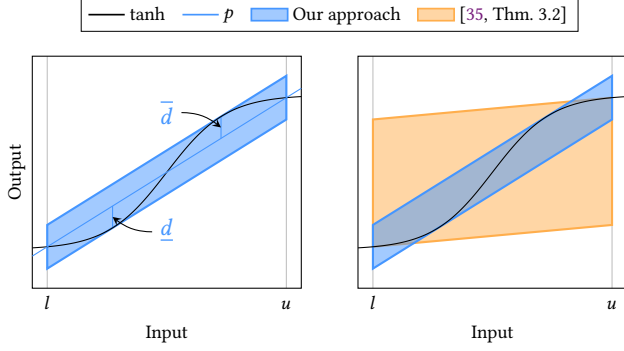 tanh p Our approach [35, Thm. 3.2]
Output
d
d
l u
Input
l u
Input